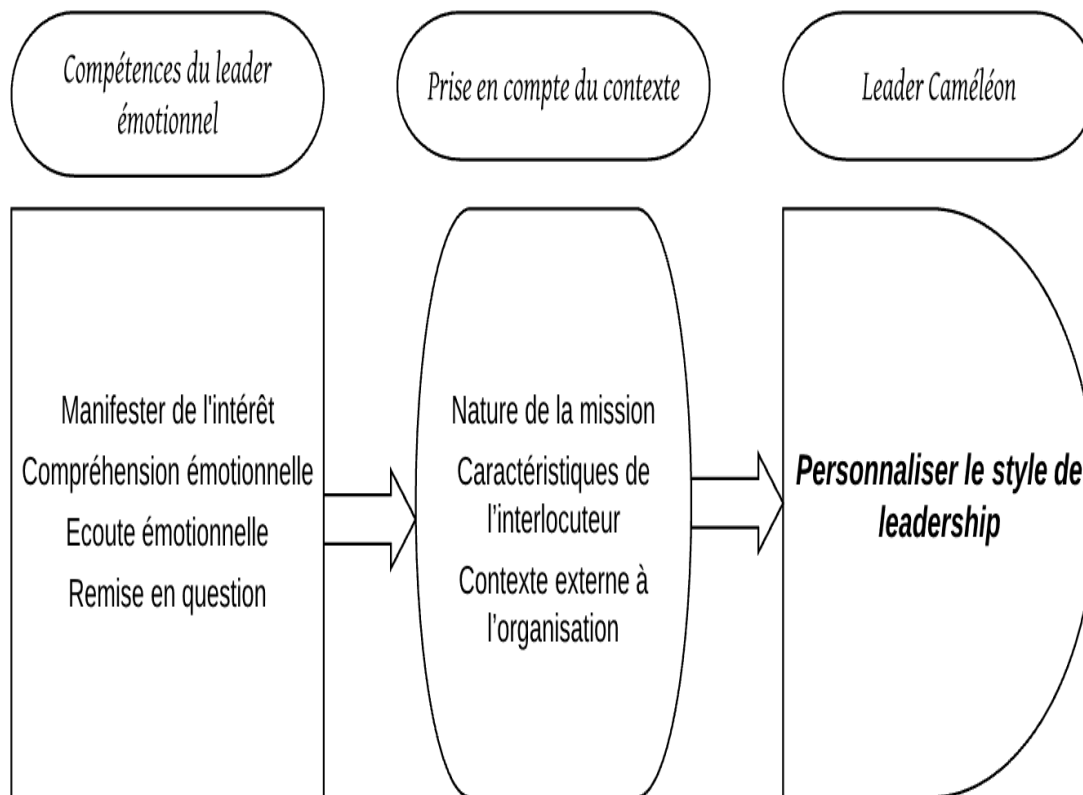 Compétences du leader
émotionnel
Prise en compte du contexte
Leader Caméléon
Manifester de l'intérêt
Compréhension émotionnelle
Ecoute émotionnelle
Remise en question
Nature de la mission
Caractéristiques de
l’interlocuteur
Contexte externe à
l’organisation
Personnaliser le style de
leadership